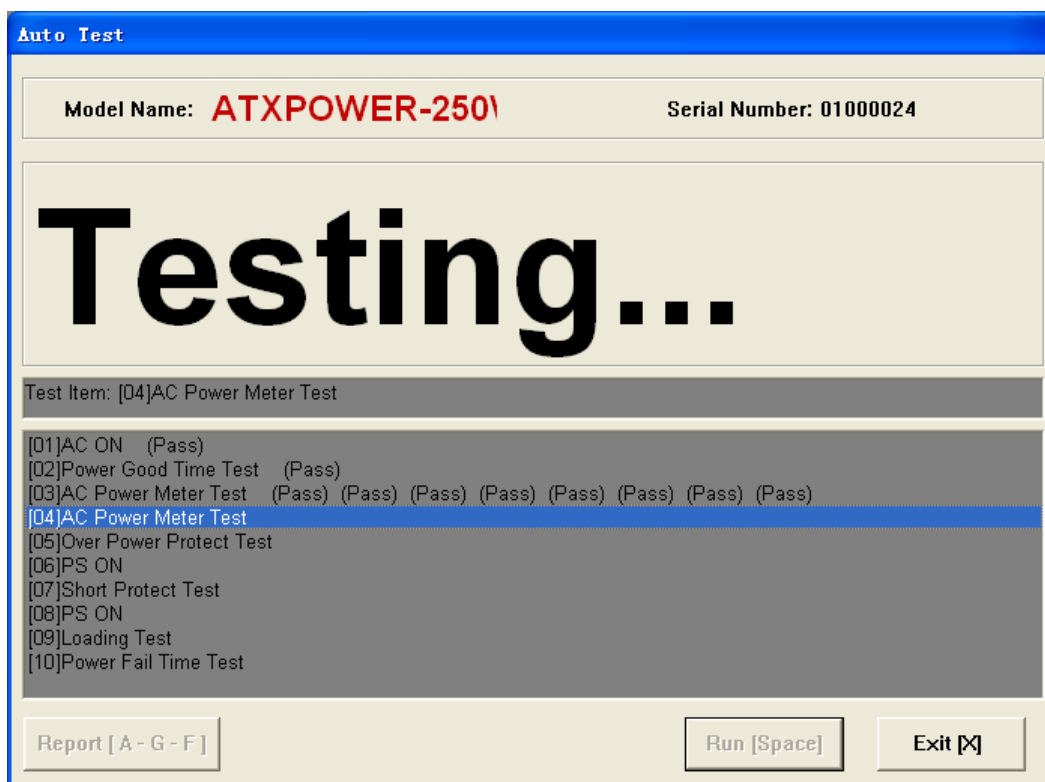 Auto Test
Model Name: ATXPOWER-250
Serial Number: 01000024
Testing...
Test Item: [04]AC Power Meter Test
[01]AC ON (Pass)
[02]Power Good Time Test (Pass)
[03]AC Power Meter Test (Pass) (Pass) (Pass) (Pass) (Pass) (Pass) (Pass) (Pass)
[04]AC Power Meter Test
[05]Over Power Protect Test
[06]PS ON
[07]Short Protect Test
[08]PS ON
[09]Loading Test
[10]Power Fail Time Test
Report [ A - G - F ]
Run [Space]
Exit [X]